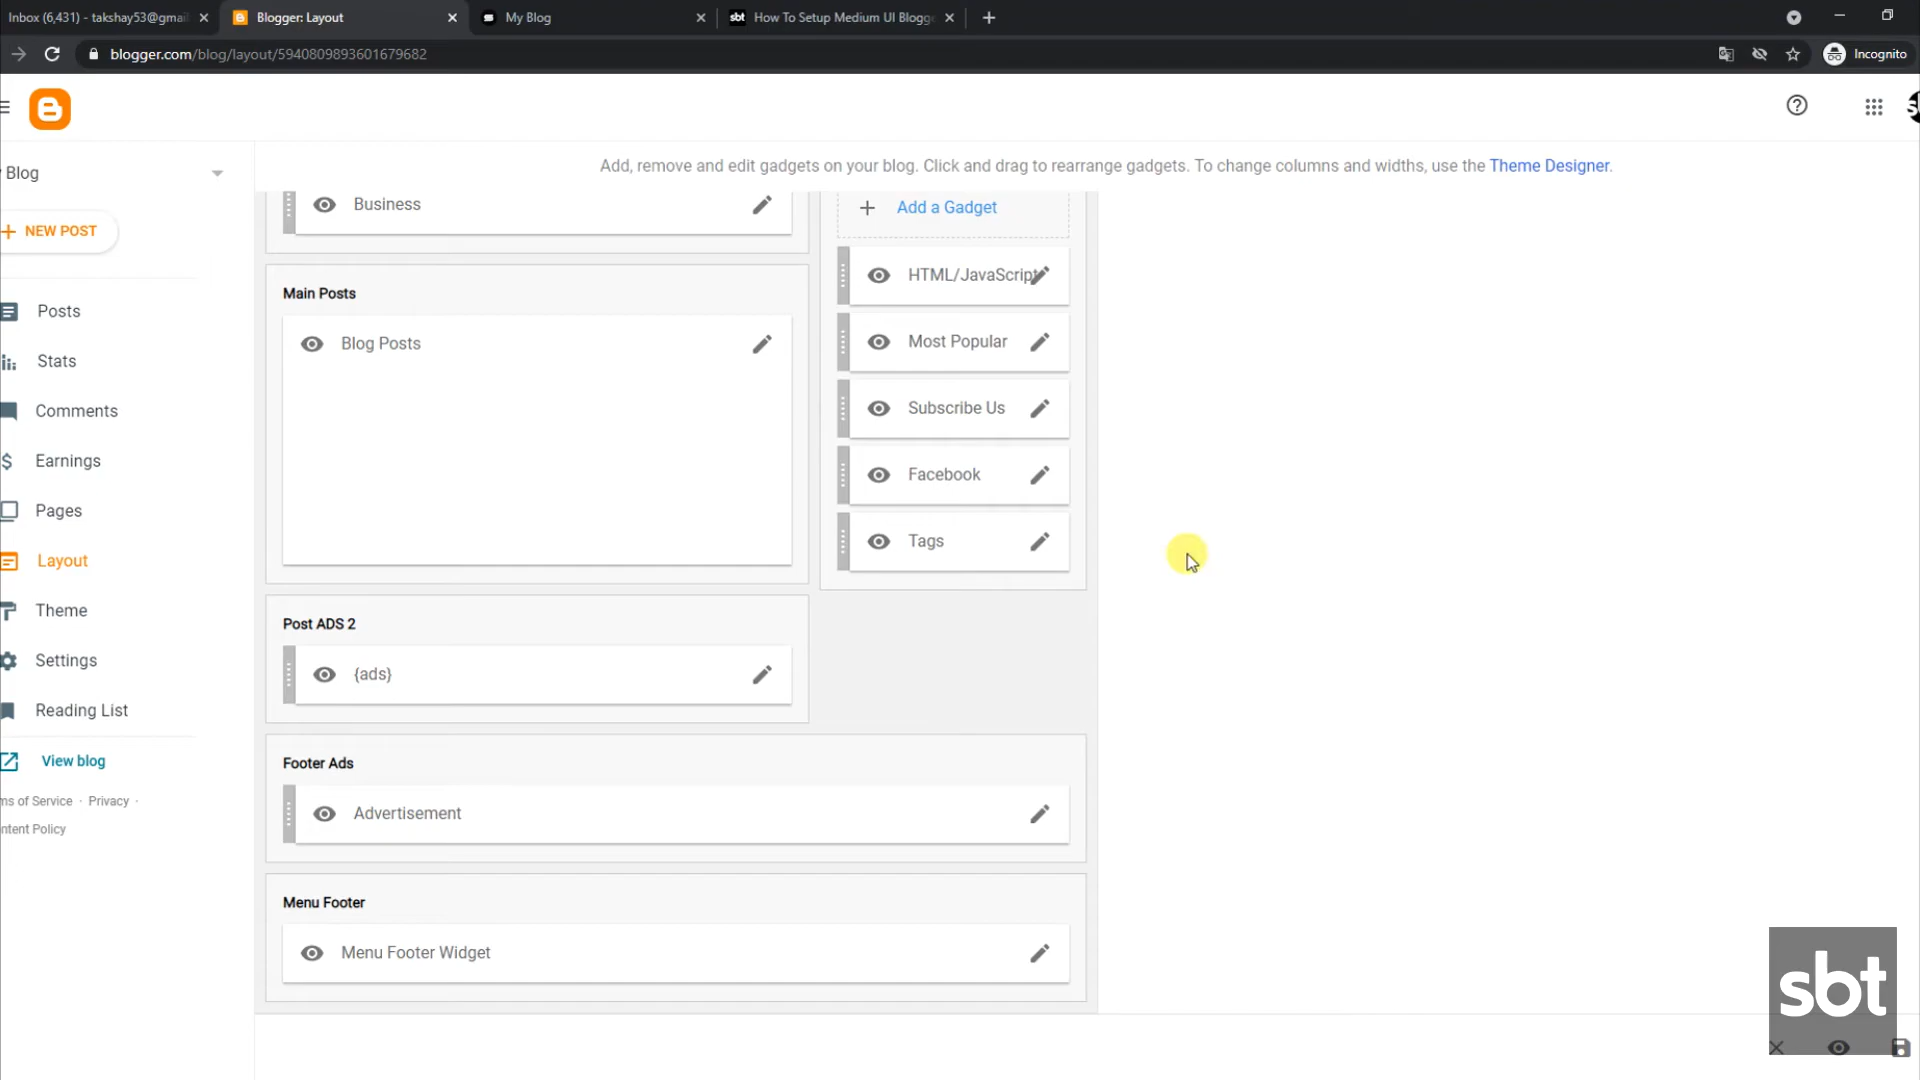 Inbox (6,431) - takshay53@gmai
Blogger: Layout
My Blog
sbt
How To Setup Medium UI Blogge
blogger.com/blog/layout/5940809893601679682
Incognito
Blog
Add, remove and edit gadgets on your blog. Click and drag to rearrange gadgets. To change columns and widths, use the Theme Designer.
NEW POST
Posts
Stats
Comments
Earnings
Pages
Layout
Theme
Settings
Reading List
View blog
ms of Service · Privacy ·
ntent Policy
Business
Main Posts
Blog Posts
Post ADS 2
{ads}
Footer Ads
Advertisement
Menu Footer
Menu Footer Widget
Add a Gadget
HTML/JavaScript
Most Popular
Subscribe Us
Facebook
Tags
sbt